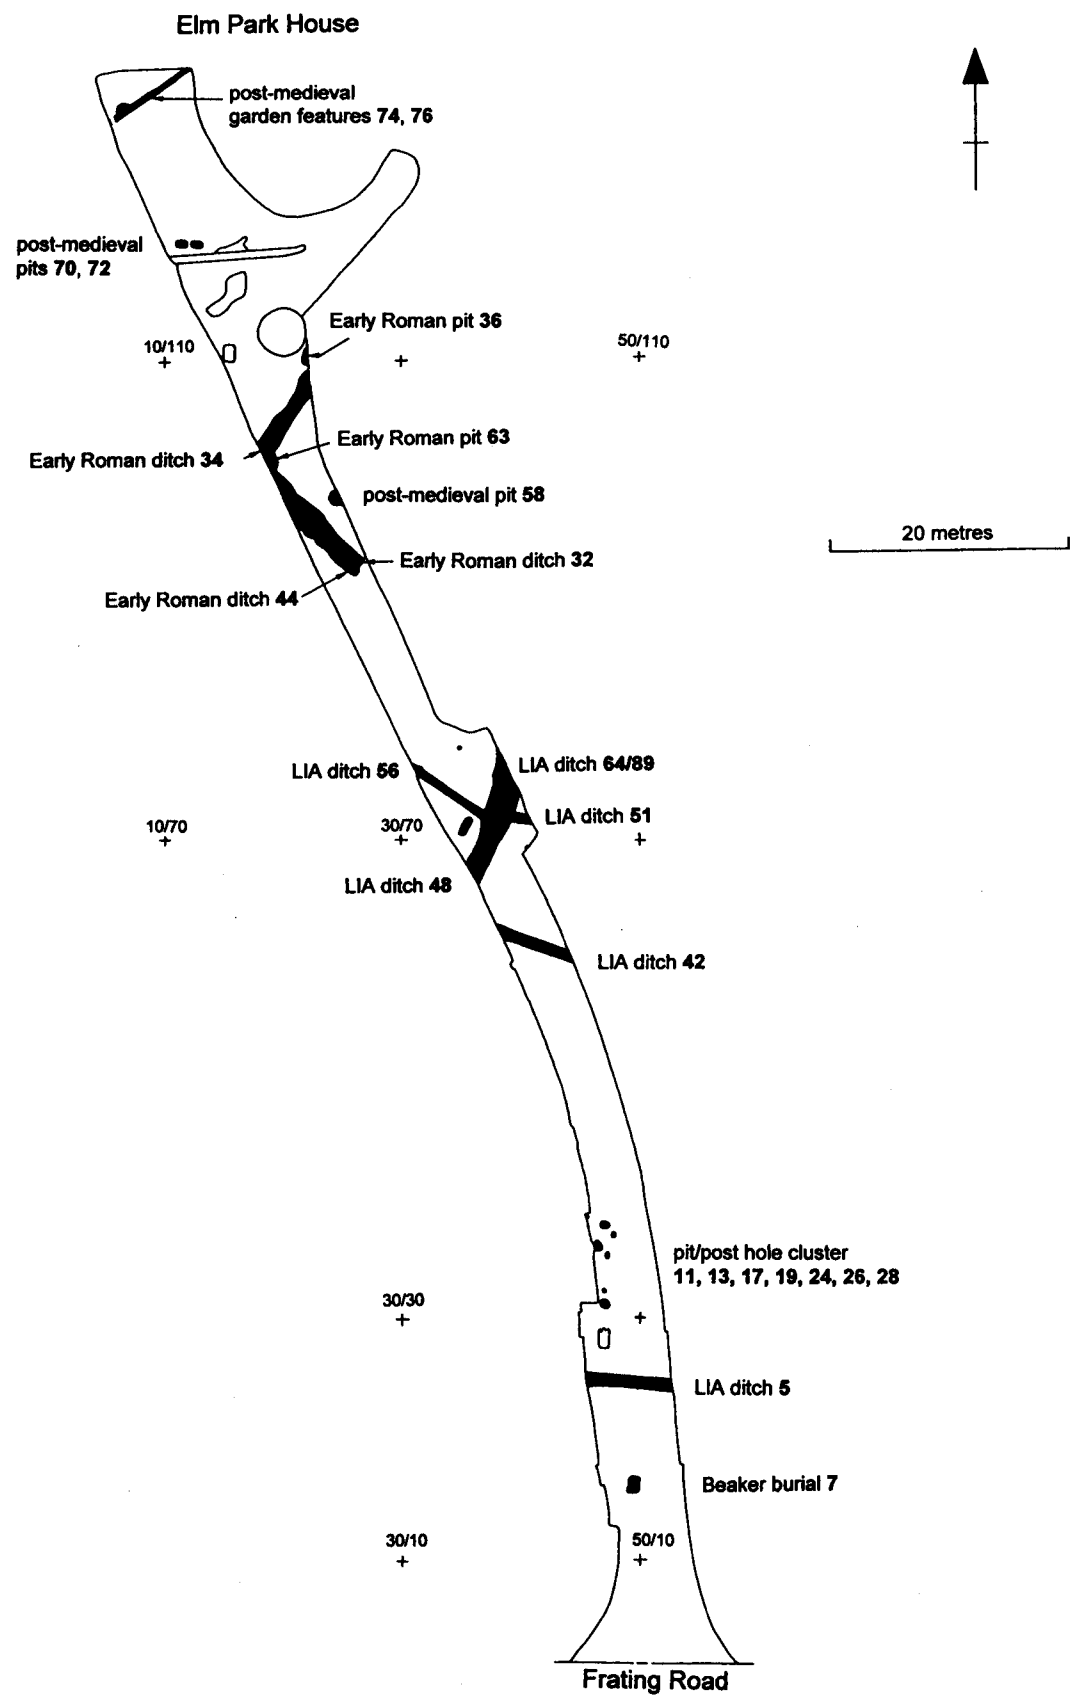 Elm Park House
post-medieval
garden features 74, 76
post-medieval
pits 70, 72
Early Roman pit 36
10/110
50/110
Early Roman pit 63
Early Roman ditch 34
post-medieval pit 58
20 metres
Early Roman ditch 32
Early Roman ditch 44
LIA ditch 64/89
LIA ditch 56
LIA ditch 51
10/70
30/70
LIA ditch 48
LIA ditch 42
pit/post hole cluster
11, 13, 17, 19, 24, 26, 28
30/30
LIA ditch 5
Beaker burial 7
30/10
50/10
Frating Road